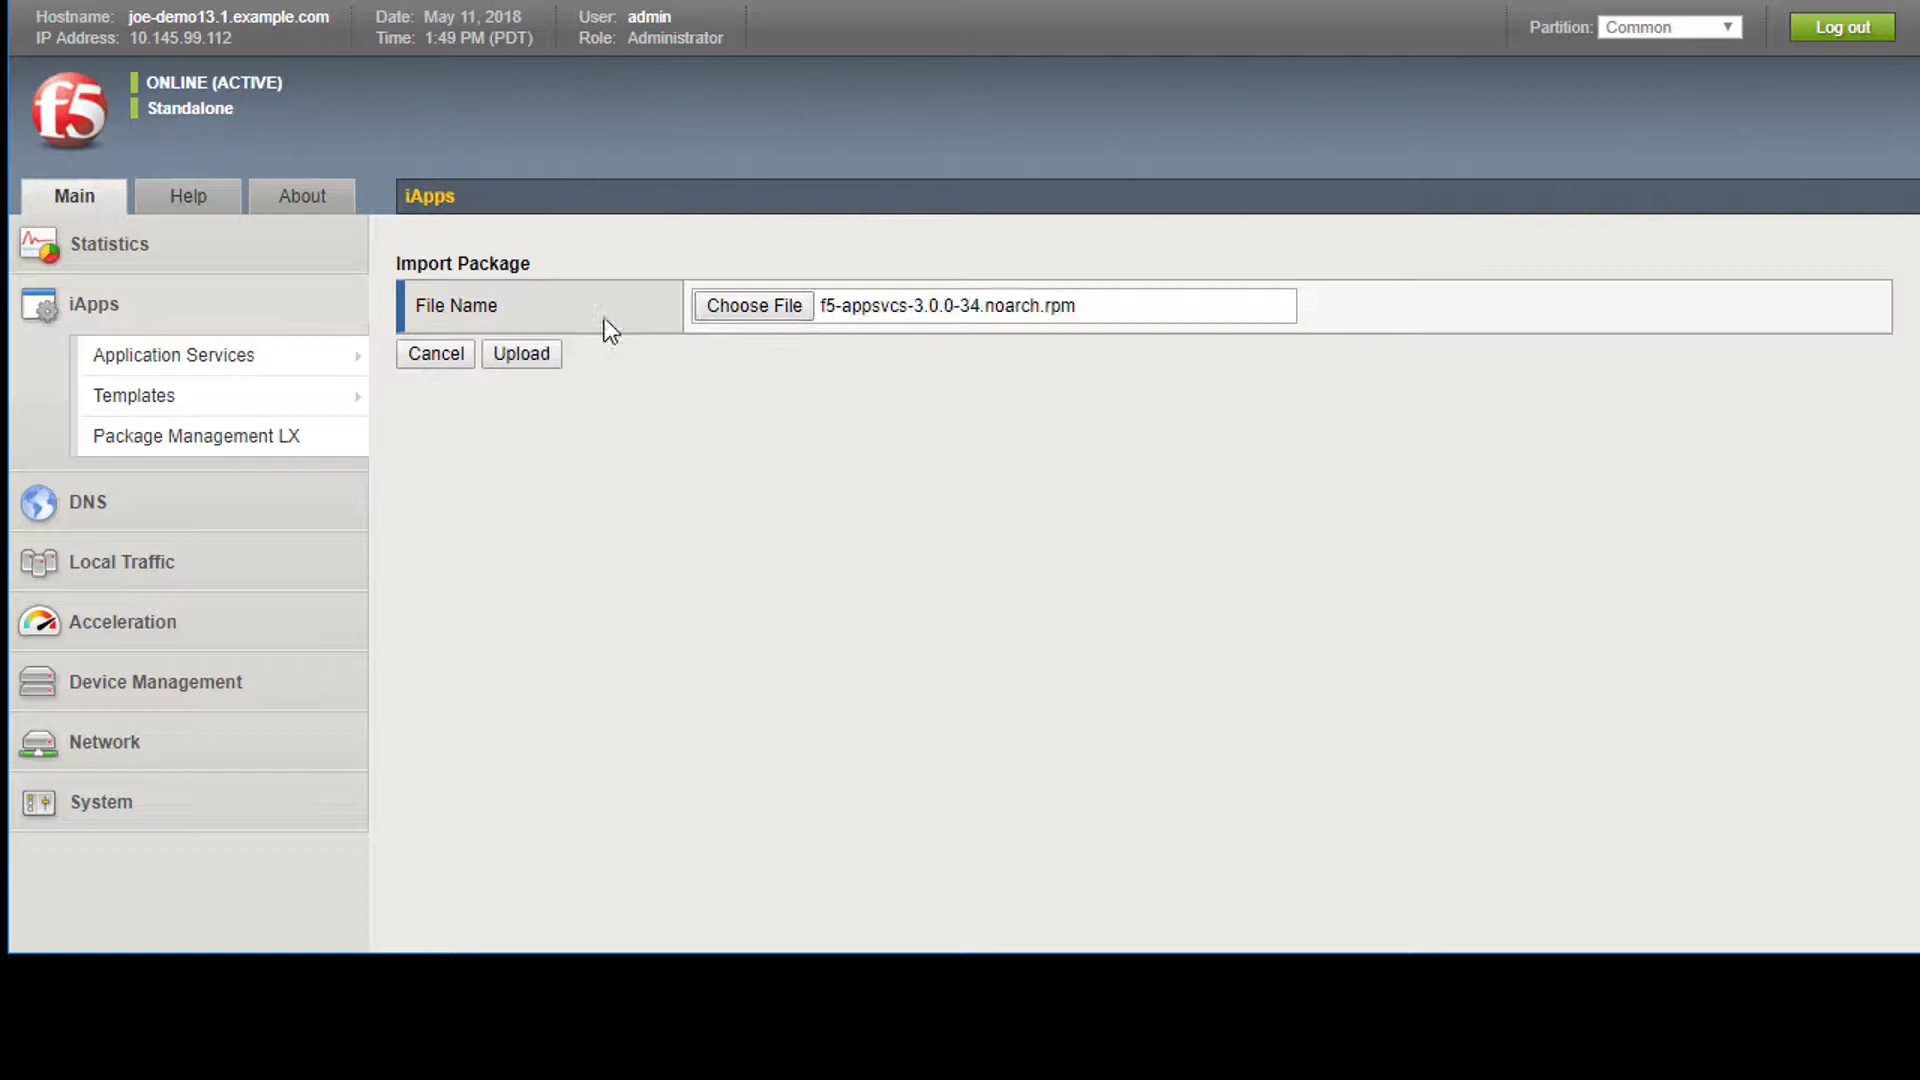 Hostname: joe-demo13.1.example.com Date: May 11, 2018 User: admin
IP Address: 10.145.99.112 Time: 1:49 PM (PDT) Role: Administrator
Partition: Common Log out
f5 ONLINE (ACTIVE)
Standalone
Main Help About iApps
Statistics
iApps
Application Services
Templates
Package Management LX
DNS
Local Traffic
Acceleration
Device Management
Network
System
Import Package
File Name Choose File f5-appsvcs-3.0.0-34.noarch.rpm
Cancel Upload